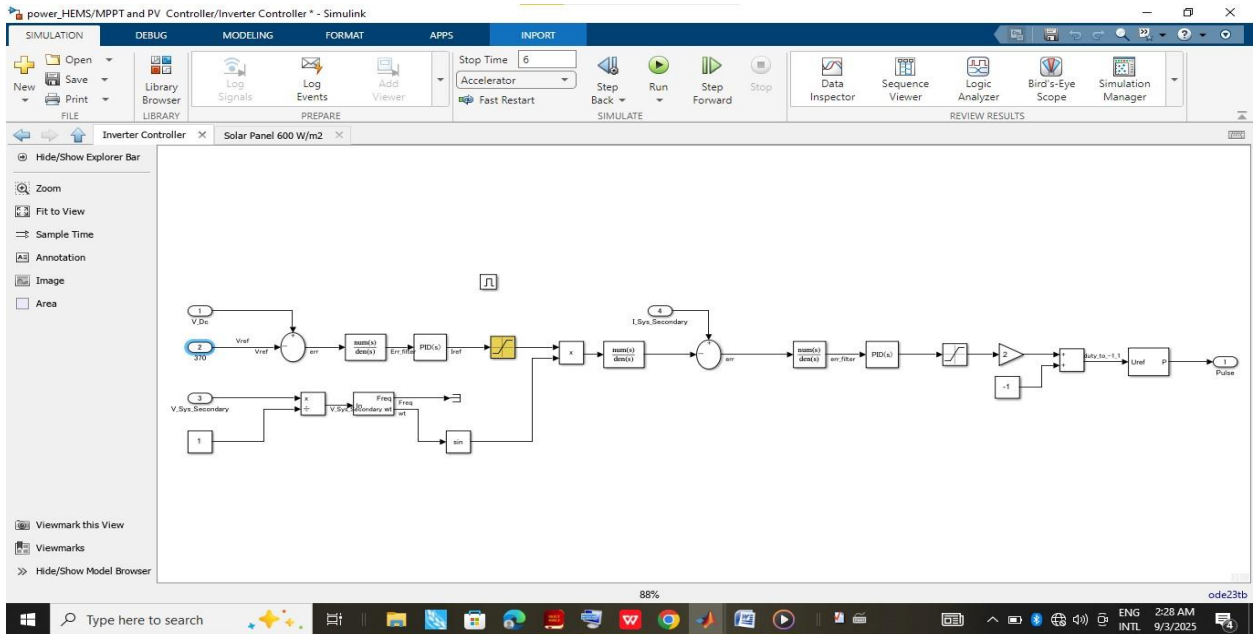 power_HEMS/MPPT and PV Controller/Inverter Controller * - Simulink
SIMULATION DEBUG MODELING FORMAT APPS INPORT
New
Open
Save
Print
FILE
Library Browser
LIBRARY
Log Signals
Log Events
Add Viewer
PREPARE
Stop Time 6
Accelerator
Fast Restart
Step Back
Run
Step Forward
Stop
SIMULATE
Data Inspector
Sequence Viewer
Logic Analyzer
Bird's-Eye Scope
Simulation Manager
REVIEW RESULTS
Inverter Controller
Solar Panel 600 W/m2
Hide/Show Explorer Bar
Zoom
Fit to View
Sample Time
Annotation
Image
Area
Viewmark this View
Viewmarks
Hide/Show Model Browser
1
V_Dc
2
370
Vref
Vref
err
num(s)
den(s)
Err_filter
PID(s)
Iref
3
V_Sys_Secondary
1
×
÷
V_Sys_Secondary
In
Freq
wt
Freq
wt
sin
×
num(s)
den(s)
4
I_Sys_Secondary
err
num(s)
den(s)
err_filter
PID(s)
2
-1
duty_to_-1_1
Uref P
1
Pulse
88%
ode23tb
Type here to search
ENG
INTL
2:28 AM
9/3/2025
4